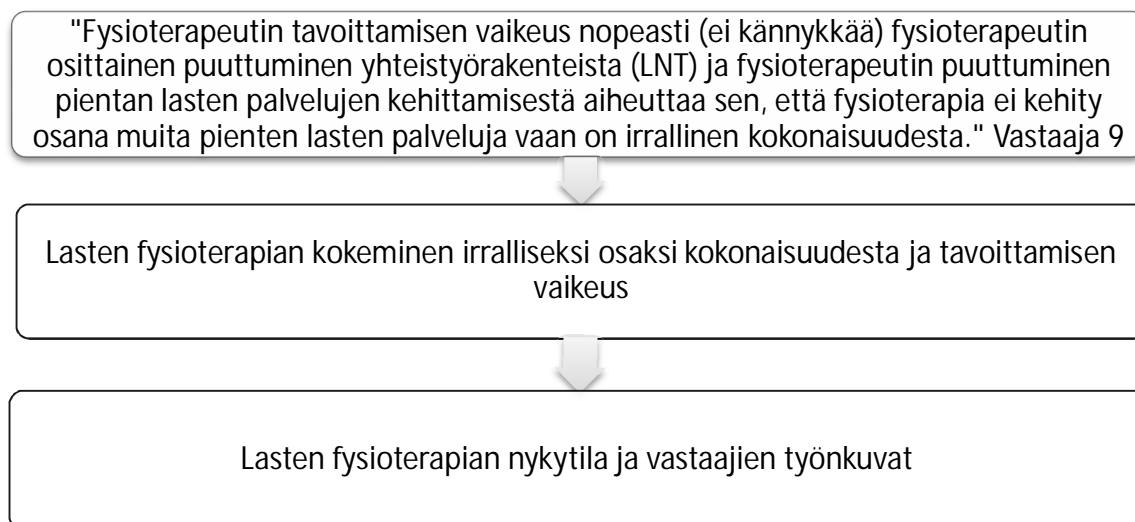 "Fysioterapeutin tavoittamisen vaikeus nopeasti (ei kännykkää) fysioterapeutin
osittainen puuttuminen yhteistyörakenteista (LNT) ja fysioterapeutin puuttuminen
pientan lasten palvelujen kehittamisestä aiheuttaa sen, että fysioterapia ei kehity
osana muita pienten lasten palveluja vaan on irrallinen kokonaisuudesta." Vastaaja 9
Lasten fysioterapian kokeminen irralliseksi osaksi kokonaisuudesta ja tavoittamisen
vaikeus
Lasten fysioterapian nykytila ja vastaajien työnkuvat